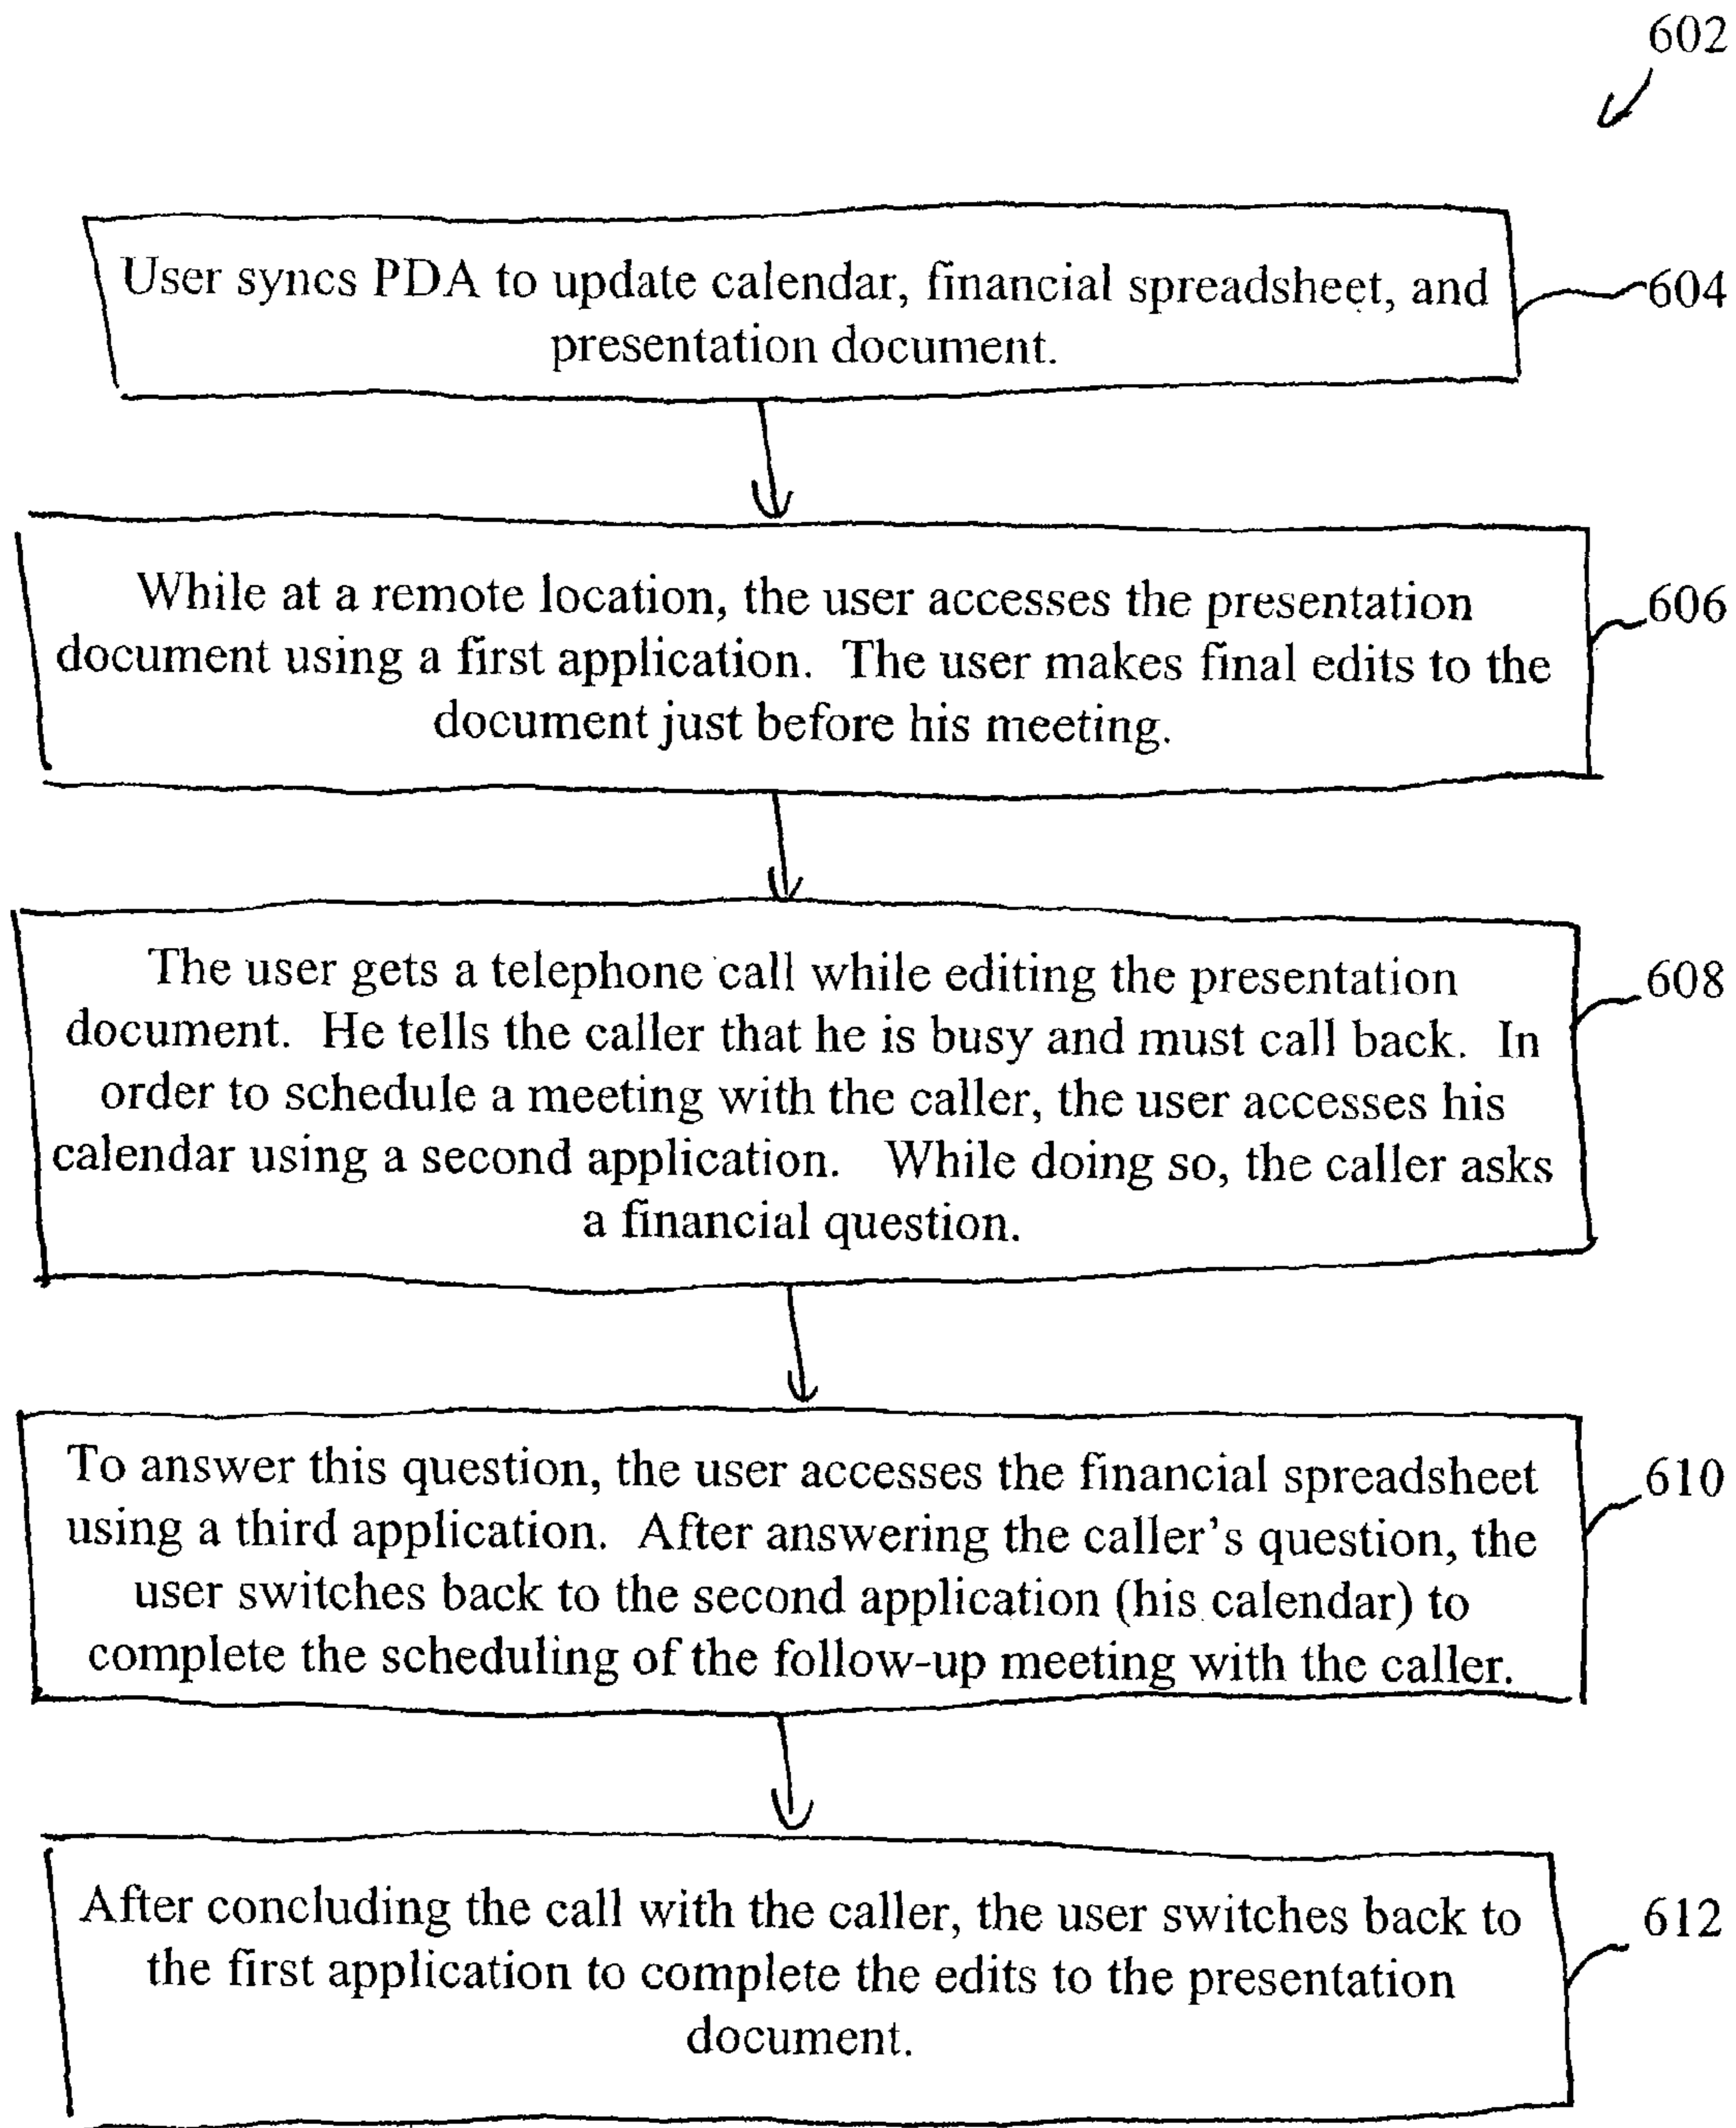 602
User syncs PDA to update calendar, financial spreadsheet, and
presentation document.
604
While at a remote location, the user accesses the presentation
document using a first application. The user makes final edits to the
document just before his meeting.
606
The user gets a telephone call while editing the presentation
document. He tells the caller that he is busy and must call back. In
order to schedule a meeting with the caller, the user accesses his
calendar using a second application. While doing so, the caller asks
a financial question.
608
To answer this question, the user accesses the financial spreadsheet
using a third application. After answering the caller's question, the
user switches back to the second application (his calendar) to
complete the scheduling of the follow-up meeting with the caller.
610
After concluding the call with the caller, the user switches back to
the first application to complete the edits to the presentation
document.
612